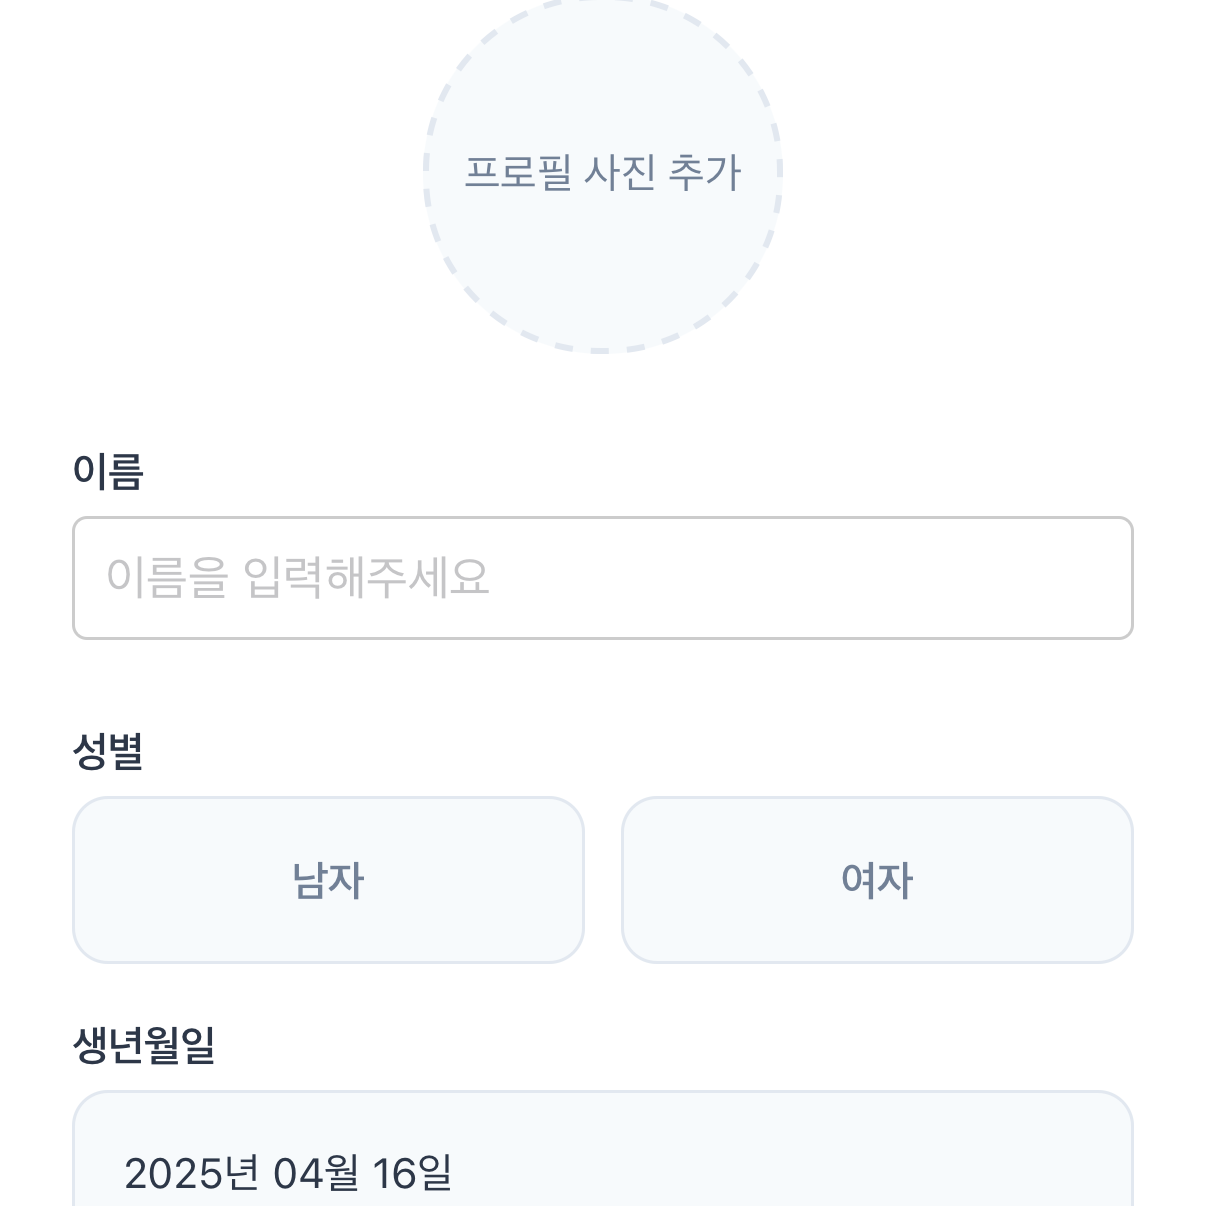 프로필 사진 추가
이름
이름을 입력해주세요
성별
남자 여자
생년월일
2025년 04월 16일